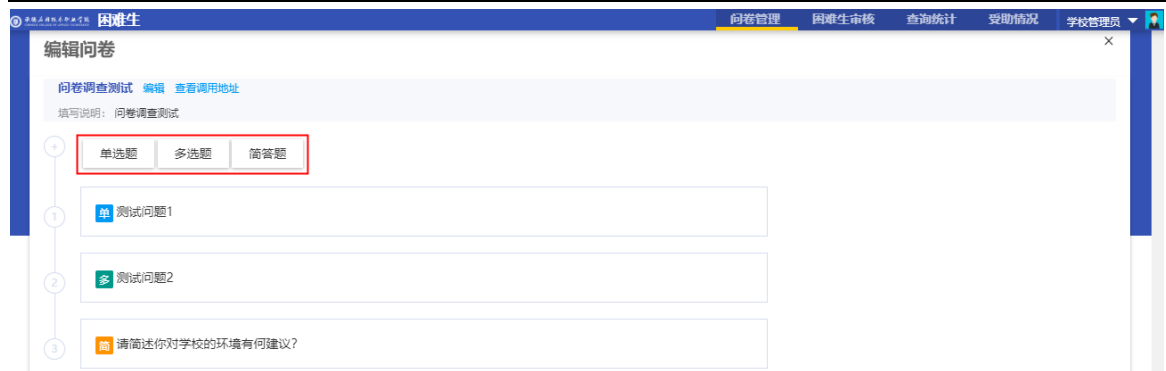 困难生 问卷管理 困难生审核 查询统计 受助情况 学校管理员
编辑问卷 ×
问卷调查测试 编辑 查看调用地址
填写说明： 问卷调查测试
+ 单选题 多选题 简答题
1 单 测试问题1
2 多 测试问题2
3 简 请简述你对学校的环境有何建议?